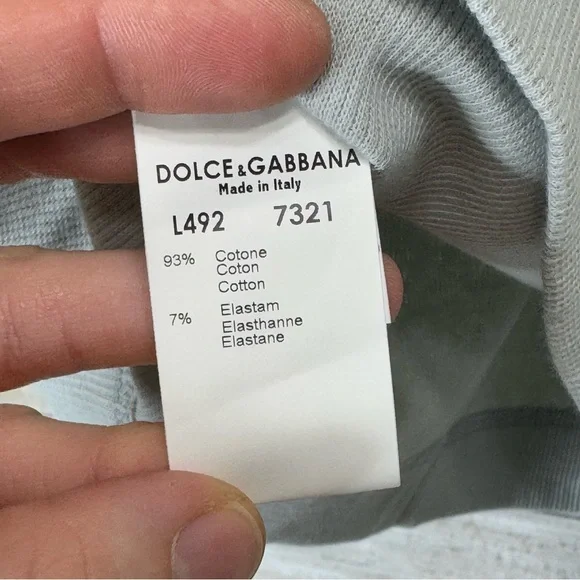 DOLCE&GABBANA
Made in Italy
L492 7321
93% Cotone
Coton
Cotton
7% Elastam
Elasthanne
Elastane